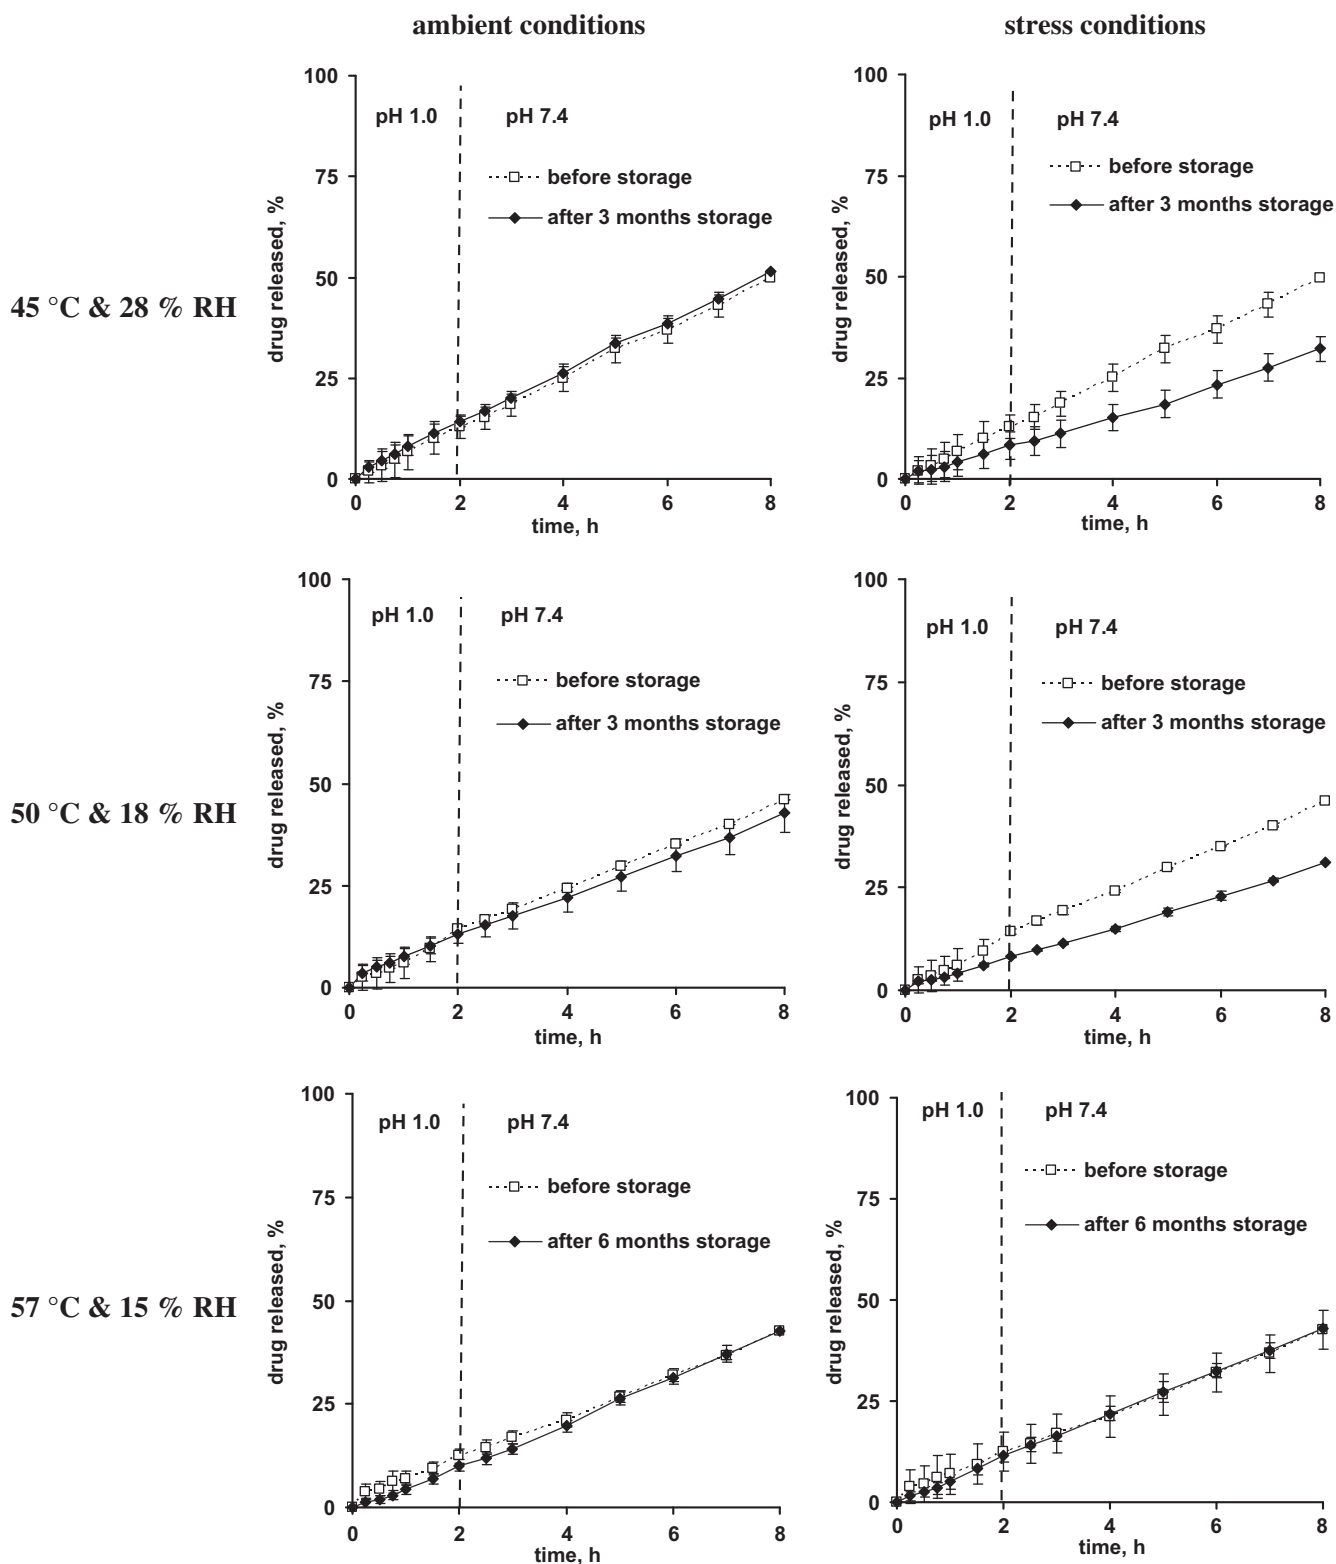 ambient conditions
stress conditions
45 °C & 28 % RH
drug released, %
100
75
50
25
0
pH 1.0
pH 7.4
before storage
after 3 months storage
0 2 4 6 8
time, h
drug released, %
100
75
50
25
0
pH 1.0
pH 7.4
before storage
after 3 months storage
0 2 4 6 8
time, h
50 °C & 18 % RH
drug released, %
100
75
50
25
0
pH 1.0
pH 7.4
before storage
after 3 months storage
0 2 4 6 8
time, h
drug released, %
100
75
50
25
0
pH 1.0
pH 7.4
before storage
after 3 months storage
0 2 4 6 8
time, h
57 °C & 15 % RH
drug released, %
100
75
50
25
0
pH 1.0
pH 7.4
before storage
after 6 months storage
0 2 4 6 8
time, h
drug released, %
100
75
50
25
0
pH 1.0
pH 7.4
before storage
after 6 months storage
0 2 4 6 8
time, h